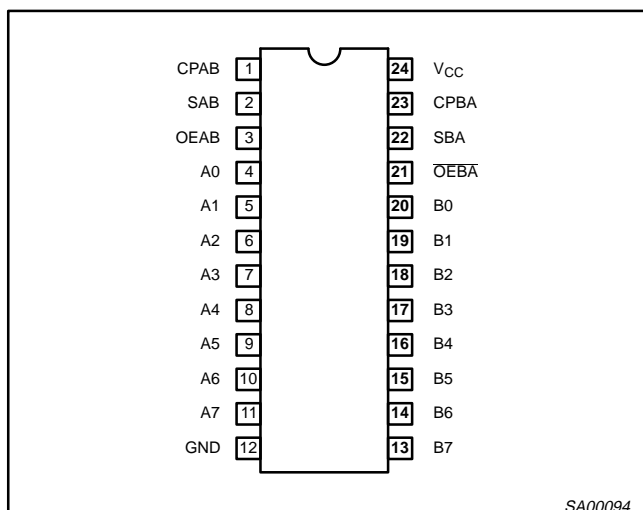 CPAB 1 24 VCC
SAB 2 23 CPBA
OEAB 3 22 SBA
A0 4 21 OEBA
A1 5 20 B0
A2 6 19 B1
A3 7 18 B2
A4 8 17 B3
A5 9 16 B4
A6 10 15 B5
A7 11 14 B6
GND 12 13 B7
SA00094